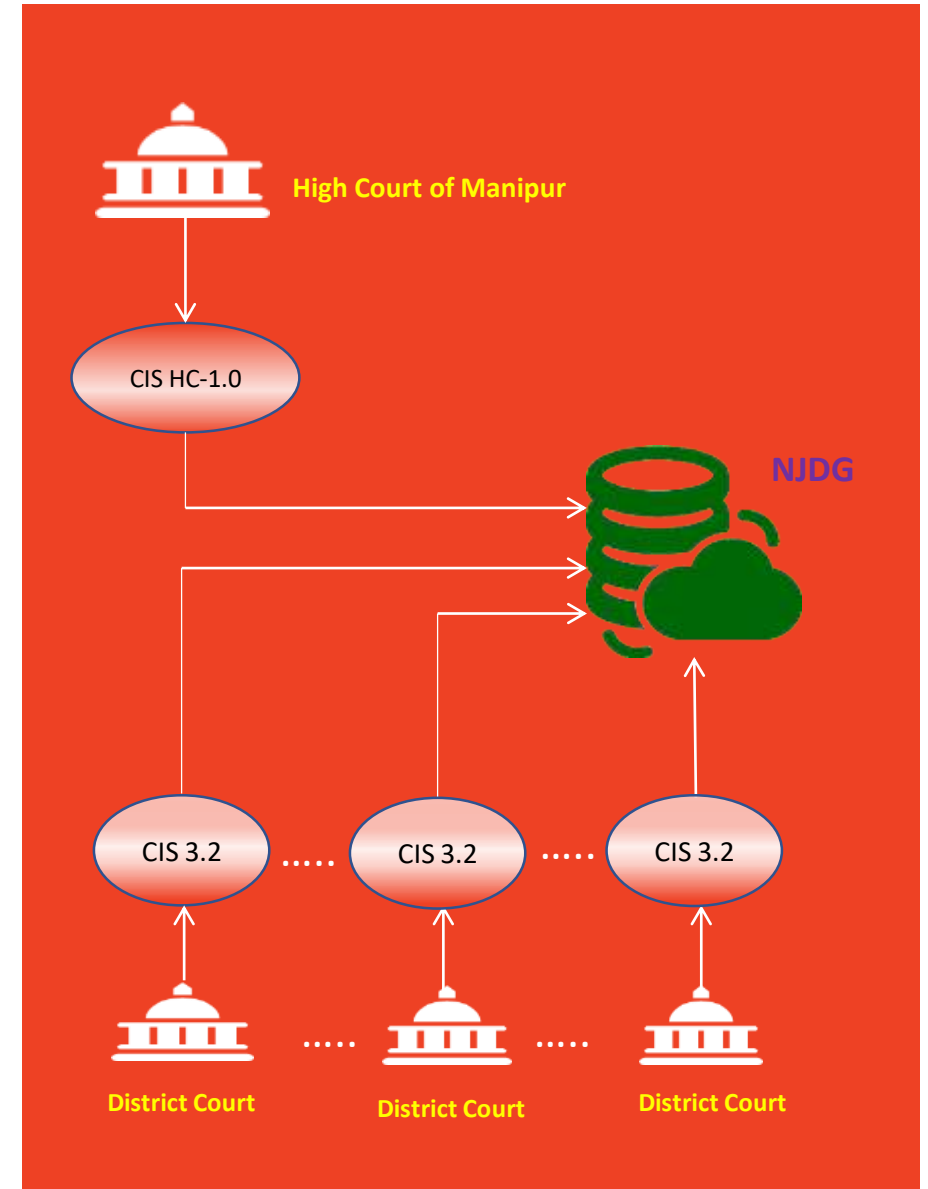 High Court of Manipur
CIS HC-1.0
NJDG
CIS 3.2
.....
CIS 3.2
.....
CIS 3.2
.....
.....
District Court
District Court
District Court